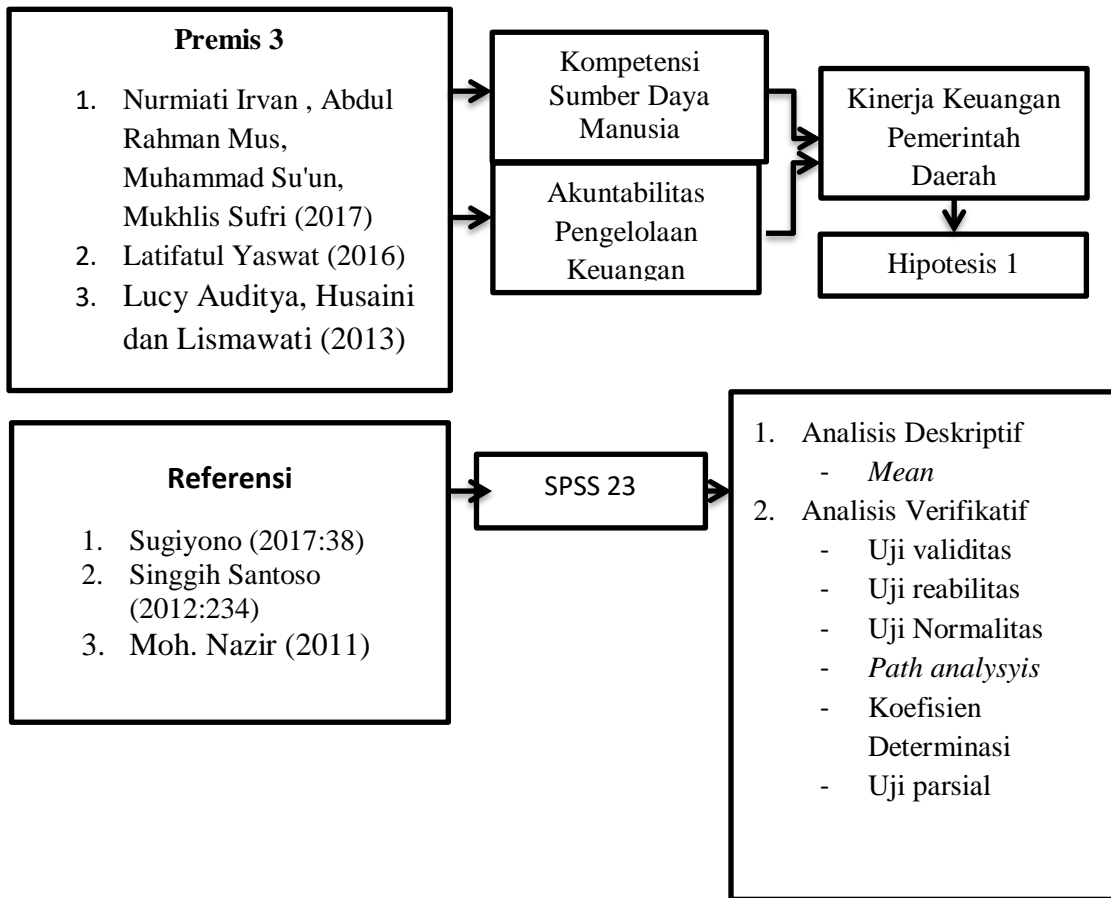 Premis 3
1. Nurmiati Irvan , Abdul
Rahman Mus,
Muhammad Su'un,
Mukhlis Sufri (2017)
2. Latifatul Yaswat (2016)
3. Lucy Auditya, Husaini
dan Lismawati (2013)
Kompetensi
Sumber Daya
Manusia
Akuntabilitas
Pengelolaan
Keuangan
Kinerja Keuangan
Pemerintah
Daerah
Hipotesis 1
Referensi
1. Sugiyono (2017:38)
2. Singgih Santoso
(2012:234)
3. Moh. Nazir (2011)
SPSS 23
1. Analisis Deskriptif
- Mean
2. Analisis Verifikatif
- Uji validitas
- Uji reabilitas
- Uji Normalitas
- Path analysyis
- Koefisien
Determinasi
- Uji parsial